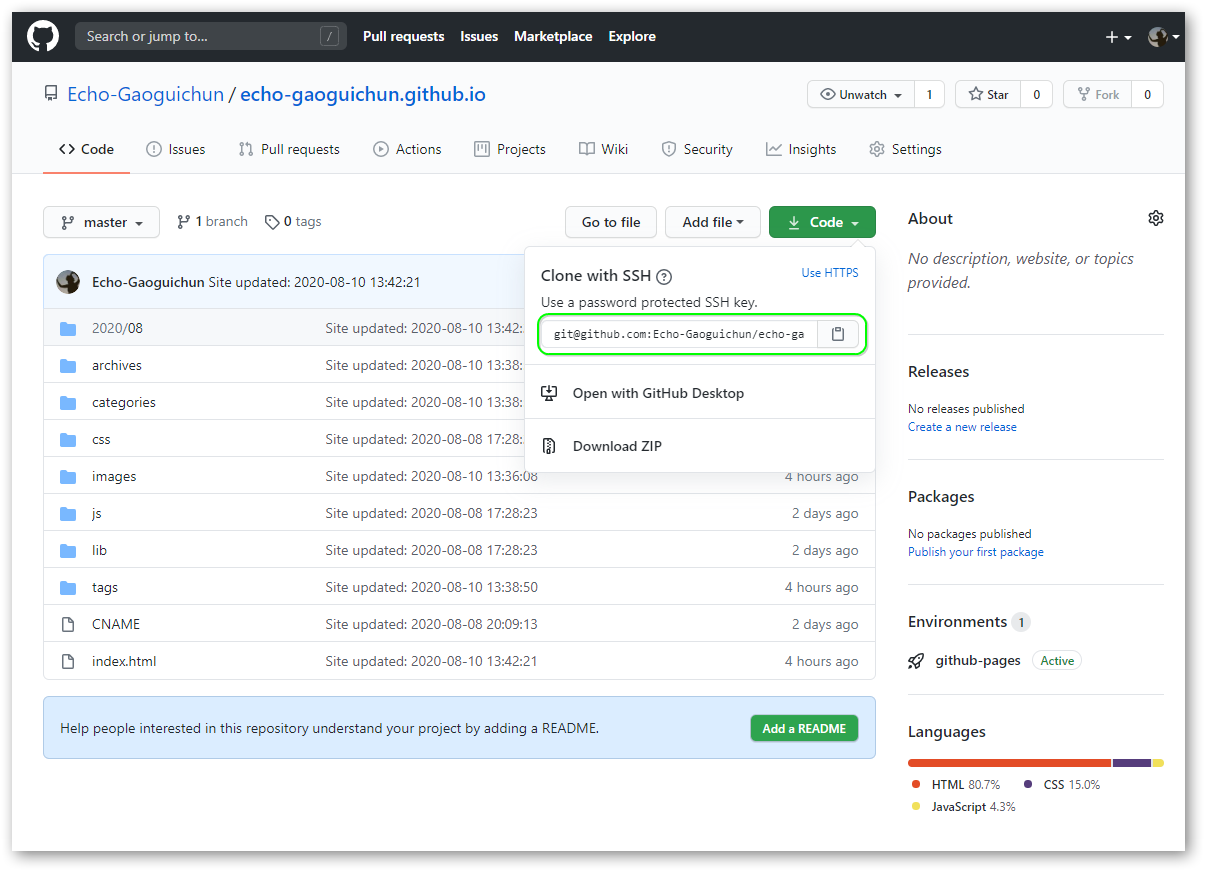 Search or jump to... /
Pull requests Issues Marketplace Explore
Echo-Gaoguichun / echo-gaoguichun.github.io
Unwatch 1 Star 0 Fork 0
Code Issues Pull requests Actions Projects Wiki Security Insights Settings
master 1 branch 0 tags Go to file Add file Code
Echo-Gaoguichun Site updated: 2020-08-10 13:42:21
Clone with SSH ? Use HTTPS
Use a password protected SSH key.
git@github.com:Echo-Gaoguichun/echo-ga
Open with GitHub Desktop
Download ZIP
2020/08 Site updated: 2020-08-10 13:42:
archives Site updated: 2020-08-10 13:38:
categories Site updated: 2020-08-10 13:38:
css Site updated: 2020-08-08 17:28:
images Site updated: 2020-08-10 13:36:08 4 hours ago
js Site updated: 2020-08-08 17:28:23 2 days ago
lib Site updated: 2020-08-08 17:28:23 2 days ago
tags Site updated: 2020-08-10 13:38:50 4 hours ago
CNAME Site updated: 2020-08-08 20:09:13 2 days ago
index.html Site updated: 2020-08-10 13:42:21 4 hours ago
Help people interested in this repository understand your project by adding a README. Add a README
About
No description, website, or topics
provided.
Releases
No releases published
Create a new release
Packages
No packages published
Publish your first package
Environments 1
github-pages Active
Languages
HTML 80.7% CSS 15.0%
JavaScript 4.3%